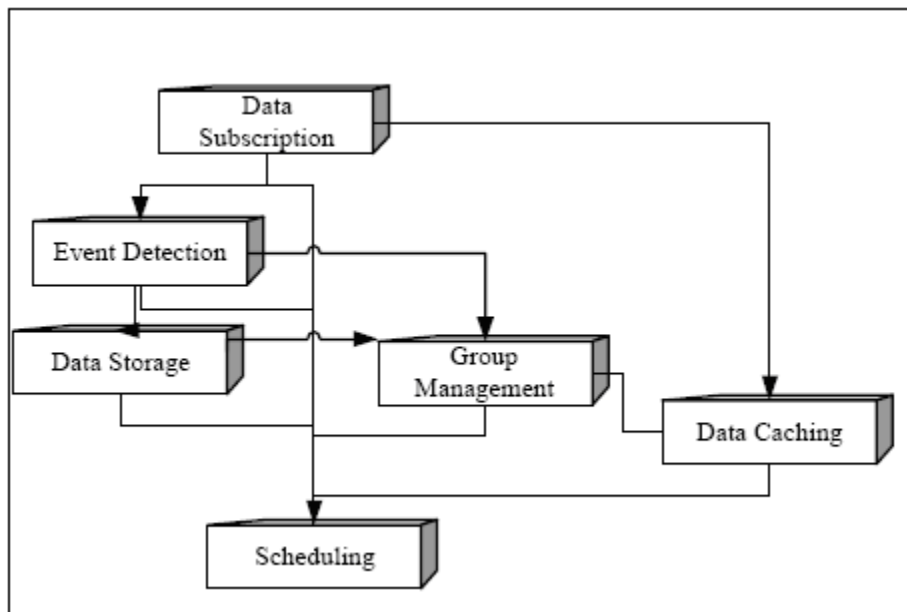 Data
Subscription
Event Detection
Data Storage
Group
Management
Data Caching
Scheduling